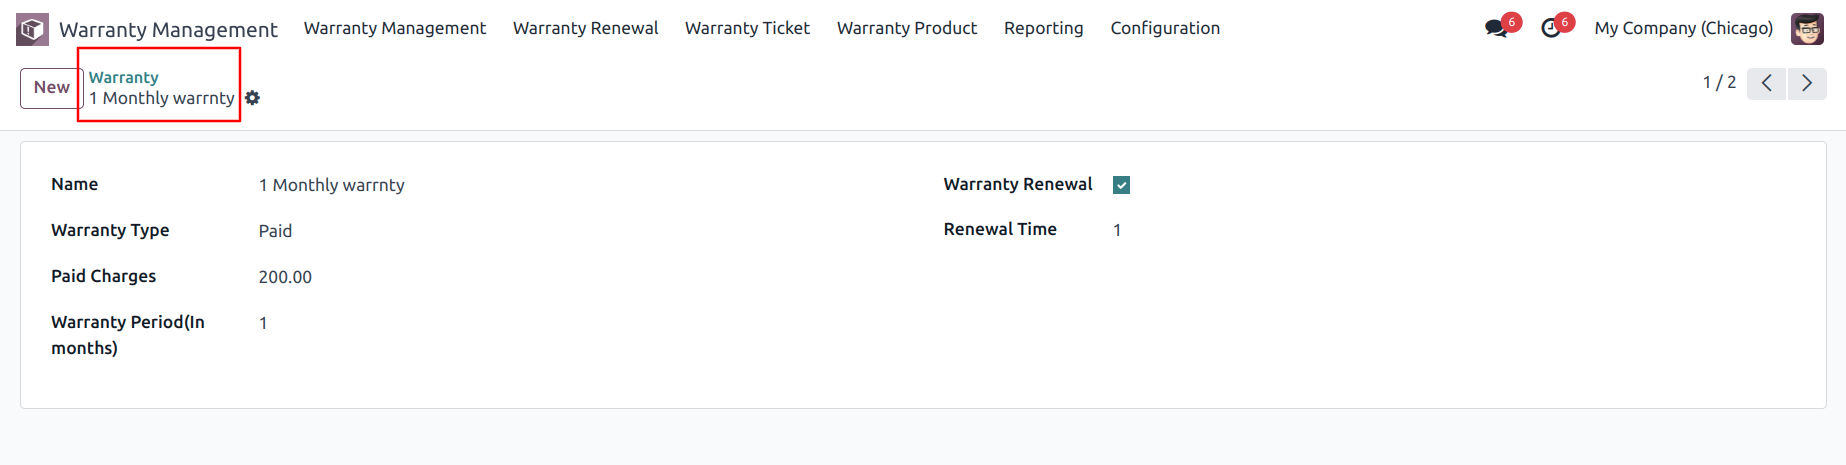 Warranty Management Warranty Management Warranty Renewal Warranty Ticket Warranty Product Reporting Configuration 6 6 My Company (Chicago)
New Warranty
1 Monthly warrnty 1 / 2
Name 1 Monthly warrnty Warranty Renewal
Warranty Type Paid Renewal Time 1
Paid Charges 200.00
Warranty Period(In 1
months)